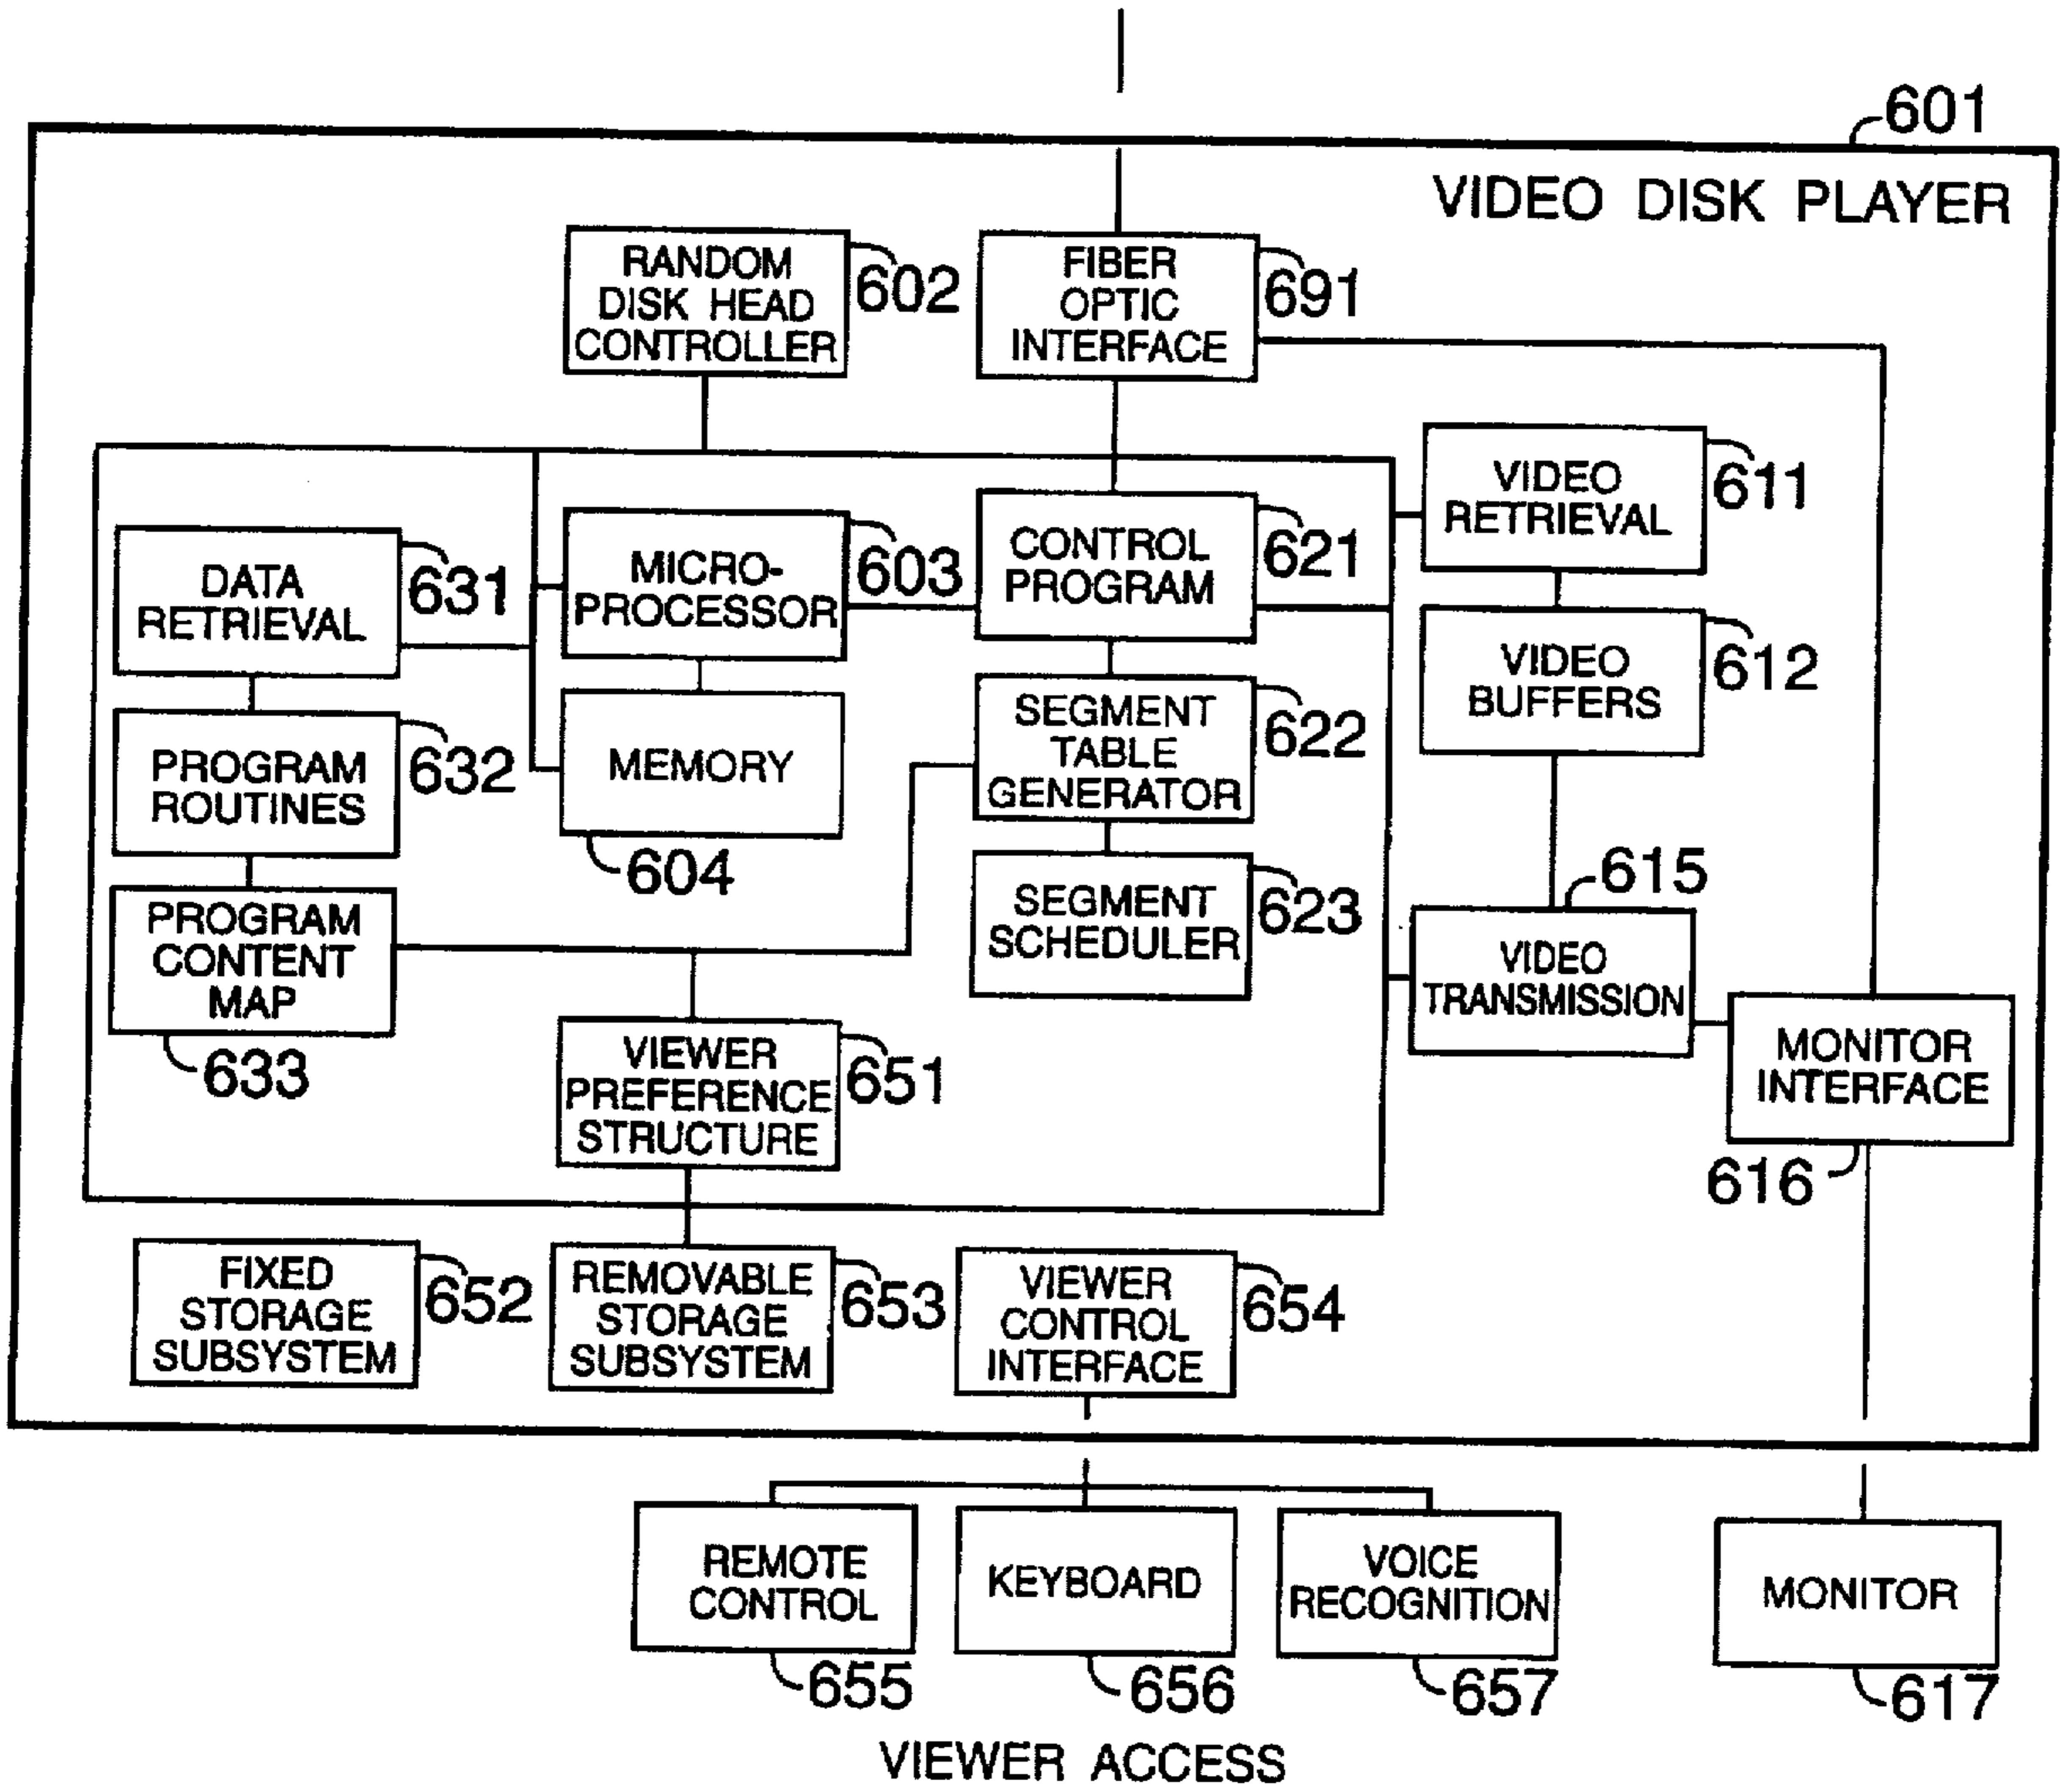 601
VIDEO DISK PLAYER
RANDOM
DISK HEAD
CONTROLLER
602
FIBER
OPTIC
INTERFACE
691
VIDEO
RETRIEVAL
611
DATA
RETRIEVAL
631
MICRO-
PROCESSOR
603
CONTROL
PROGRAM
621
VIDEO
BUFFERS
612
PROGRAM
ROUTINES
632
MEMORY
604
SEGMENT
TABLE
GENERATOR
622
PROGRAM
CONTENT
MAP
633
SEGMENT
SCHEDULER
623
615
VIDEO
TRANSMISSION
MONITOR
INTERFACE
616
VIEWER
PREFERENCE
STRUCTURE
651
FIXED
STORAGE
SUBSYSTEM
652
REMOVABLE
STORAGE
SUBSYSTEM
653
VIEWER
CONTROL
INTERFACE
654
REMOTE
CONTROL
655
KEYBOARD
656
VOICE
RECOGNITION
657
MONITOR
617
VIEWER ACCESS